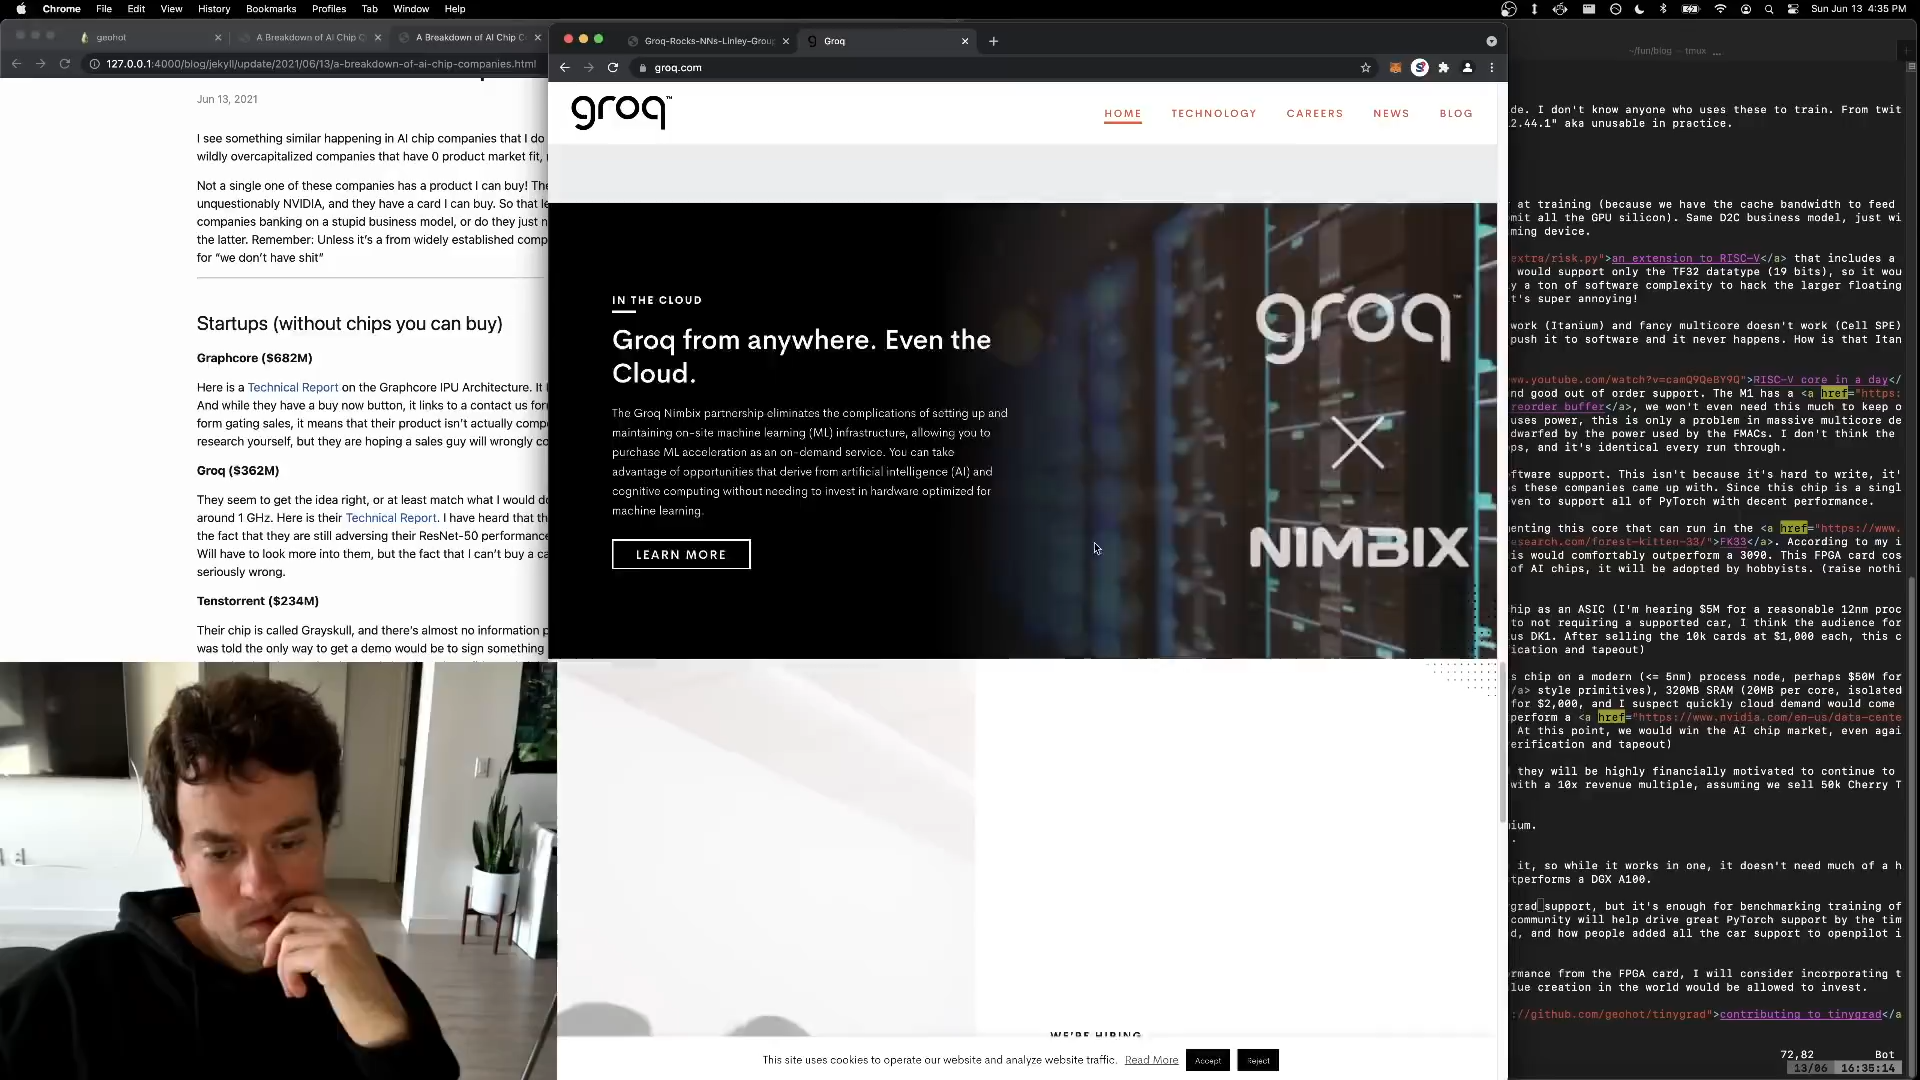 Chrome File Edit View History Bookmarks Profiles Tab Window Help
Sun Jun 13 4:35 PM
geohot
A Breakdown of AI Chip C
A Breakdown of AI Chip C
127.0.0.1:4000/blog/jekyll/update/2021/06/13/a-breakdown-of-ai-chip-companies.html
Jun 13, 2021
I see something similar happening in AI chip companies that I do
wildly overcapitalized companies that have 0 product market fit,
Not a single one of these companies has a product I can buy! The
unquestionably NVIDIA, and they have a card I can buy. So that le
companies banking on a stupid business model, or do they just n
the latter. Remember: Unless it's a from widely established comp
for “we don't have shit”
Startups (without chips you can buy)
Graphcore ($682M)
Here is a Technical Report on the Graphcore IPU Architecture. It
And while they have a buy now button, it links to a contact us for
form gating sales, it means that their product isn't actually compe
research yourself, but they are hoping a sales guy will wrongly co
Groq ($362M)
They seem to get the idea right, or at least match what I would do
around 1 GHz. Here is their Technical Report. I have heard that th
the fact that they are still adversing their ResNet-50 performance
Will have to look more into them, but the fact that I can't buy a ca
seriously wrong.
Tenstorrent ($234M)
Their chip is called Grayskull, and there's almost no information p
was told the only way to get a demo would be to sign something
Groq-Rocks-NNs-Linley-Group
Groq
groq.com
groq™
HOME TECHNOLOGY CAREERS NEWS BLOG
IN THE CLOUD
Groq from anywhere. Even the
Cloud.
The Groq Nimbix partnership eliminates the complications of setting up and
maintaining on-site machine learning (ML) infrastructure, allowing you to
purchase ML acceleration as an on-demand service. You can take
advantage of opportunities that derive from artificial intelligence (AI) and
cognitive computing without needing to invest in hardware optimized for
machine learning.
LEARN MORE
groq™
X
NIMBIX
WE'RE HIRING
This site uses cookies to operate our website and analyze website traffic. Read More Accept Reject
~/fun/blog — tmux
de. I don't know anyone who uses these to train. From twit
2.44.1" aka unusable in practice.
at training (because we have the cache bandwidth to feed
mit all the GPU silicon). Same D2C business model, just wi
ming device.
extra/risk.py">an extension to RISC-V</a> that includes a
would support only the TF32 datatype (19 bits), so it wou
y a ton of software complexity to hack the larger floating
t's super annoying!
work (Itanium) and fancy multicore doesn't work (Cell SPE)
push it to software and it never happens. How is that Itan
ww.youtube.com/watch?v=camQ9QeBY9Q">RISC-V core in a day</
nd good out of order support. The M1 has a <a href="https:
reorder buffer</a>, we won't even need this much to keep o
uses power, this is only a problem in massive multicore de
dwarfed by the power used by the FMACs. I don't think the
ps, and it's identical every run through.
ftware support. This isn't because it's hard to write, it'
s these companies came up with. Since this chip is a singl
ven to support all of PyTorch with decent performance.
enting this core that can run in the <a href="https://www.
esearch.com/forest-kitten-33/">FK33</a>. According to my i
is would comfortably outperform a 3090. This FPGA card cos
of AI chips, it will be adopted by hobbyists. (raise nothi
hip as an ASIC (I'm hearing $5M for a reasonable 12nm proc
to not requiring a supported car, I think the audience for
us DK1. After selling the 10k cards at $1,000 each, this c
ication and tapeout)
s chip on a modern (<= 5nm) process node, perhaps $50M for
/a> style primitives), 320MB SRAM (20MB per core, isolated
for $2,000, and I suspect quickly cloud demand would come
perform a <a href="https://www.nvidia.com/en-us/data-cente
At this point, we would win the AI chip market, even agai
erification and tapeout)
they will be highly financially motivated to continue to
with a 10x revenue multiple, assuming we sell 50k Cherry T
ium.
.
it, so while it works in one, it doesn't need much of a h
tperforms a DGX A100.
grad support, but it's enough for benchmarking training of
community will help drive great PyTorch support by the tim
d, and how people added all the car support to openpilot i
rmance from the FPGA card, I will consider incorporating t
lue creation in the world would be allowed to invest.
://github.com/geohot/tinygrad">contributing to tinygrad</a
72,82 Bot
13/06 16:35:14